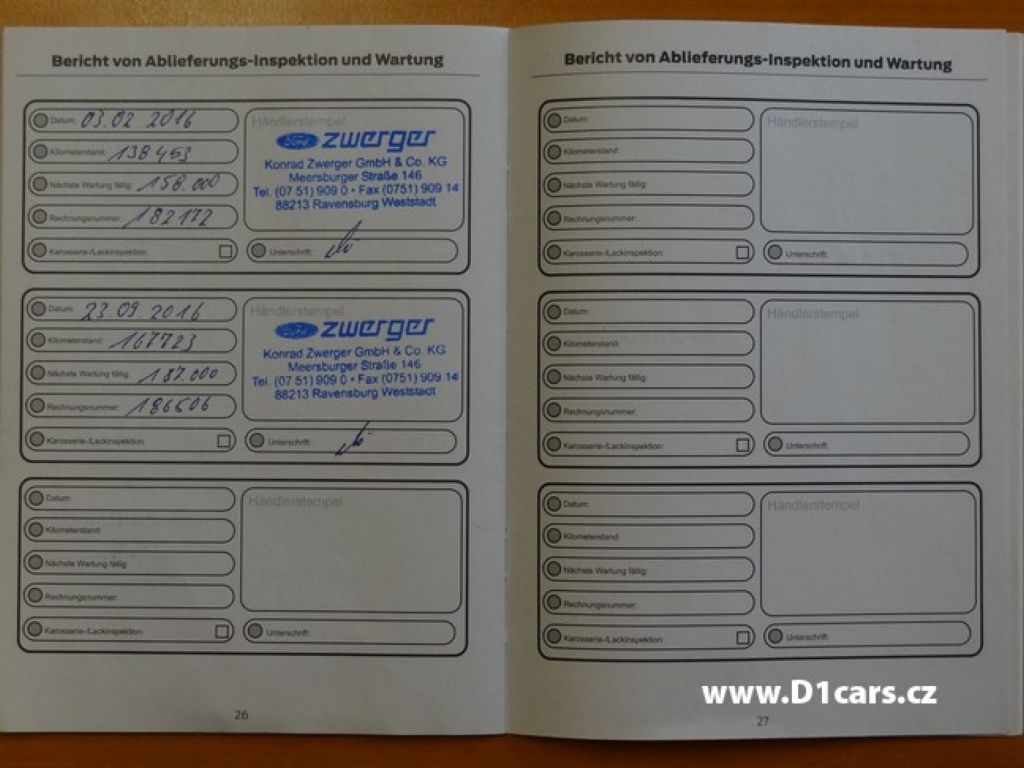 Bericht von Ablieferungs-Inspektion und Wartung
Datum: 03.02.2016
Kilometerstand: 138453
Nächste Wartung fällig: 158.000
Rechnungsnummer: 182172
Karosserie-/Lackinspektion:
Händlerstempel
Ford zwerger
Konrad Zwerger GmbH & Co. KG
Meersburger Straße 146
Tel. (07 51) 909 0 • Fax (0751) 909 14
88213 Ravensburg Weststadt
Unterschrift:
Datum: 23.09.2016
Kilometerstand: 167723
Nächste Wartung fällig: 187.000
Rechnungsnummer: 186606
Karosserie-/Lackinspektion:
Händlerstempel
Ford zwerger
Konrad Zwerger GmbH & Co. KG
Meersburger Straße 146
Tel. (07 51) 909 0 • Fax (0751) 909 14
88213 Ravensburg Weststadt
Unterschrift:
Datum:
Kilometerstand:
Nächste Wartung fällig:
Rechnungsnummer:
Karosserie-/Lackinspektion:
Händlerstempel
Unterschrift:
26
Bericht von Ablieferungs-Inspektion und Wartung
Datum:
Kilometerstand:
Nächste Wartung fällig:
Rechnungsnummer:
Karosserie-/Lackinspektion:
Händlerstempel
Unterschrift:
Datum:
Kilometerstand:
Nächste Wartung fällig:
Rechnungsnummer:
Karosserie-/Lackinspektion:
Händlerstempel
Unterschrift:
Datum:
Kilometerstand:
Nächste Wartung fällig:
Rechnungsnummer:
Karosserie-/Lackinspektion:
Händlerstempel
Unterschrift:
www.D1cars.cz
27